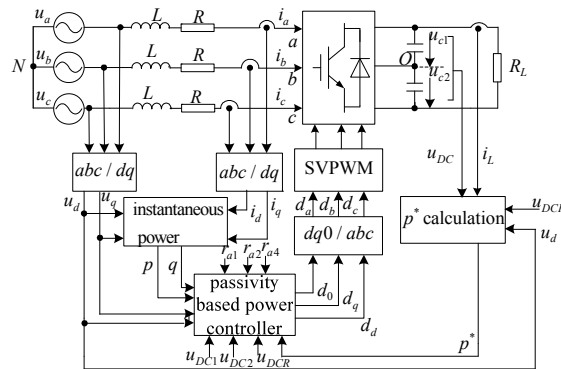 u_a L R i_a a
N u_b L R i_b b O u_c1 u_c2 R_L
u_c L R i_c c
u_DC i_L
abc / dq abc / dq SVPWM
u_d u_q i_d i_q d_a d_b d_c
instantaneous power
p* calculation u_DCR u_d
dq0 / abc
p q r_a1 r_a2 r_a4
passivity based power controller
d_0 d_q d_d
u_DC1 u_DC2 u_DCR p*